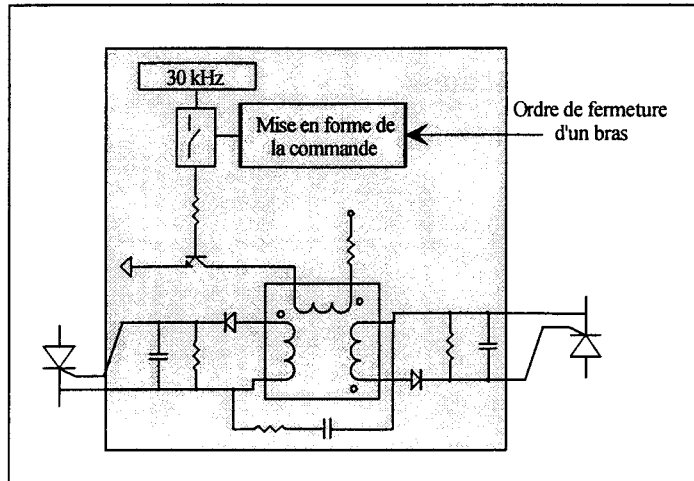 30 kHz
Mise en forme de
la commande
Ordre de fermeture
d'un bras